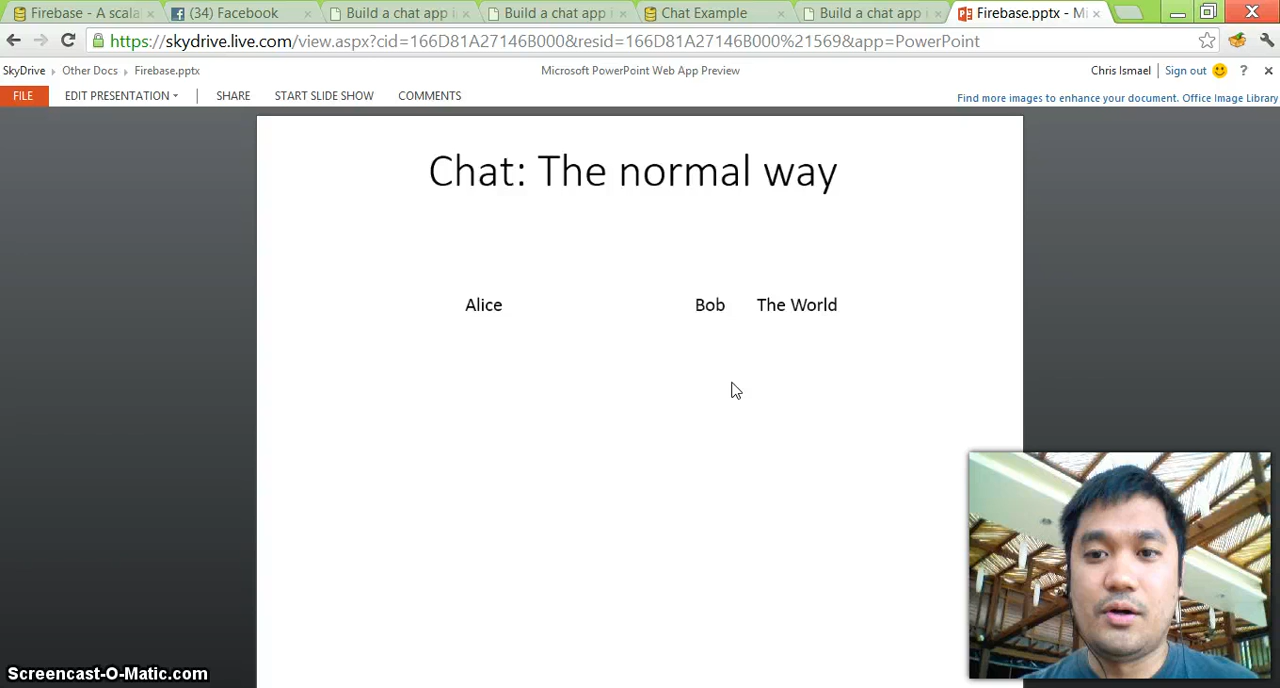 Firebase - A scala
(34) Facebook
Build a chat app i
Build a chat app i
Chat Example
Build a chat app
Firebase.pptx - Mi
https://skydrive.live.com/view.aspx?cid=166D81A27146B000&resid=166D81A27146B000%21569&app=PowerPoint
SkyDrive Other Docs Firebase.pptx
Microsoft PowerPoint Web App Preview
Chris Ismael Sign out ?
FILE EDIT PRESENTATION SHARE START SLIDE SHOW COMMENTS
Find more images to enhance your document. Office Image Library
Chat: The normal way
Alice Bob The World
Screencast-O-Matic.com